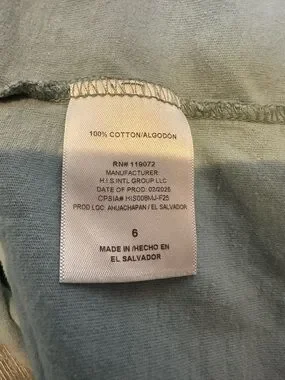 100% COTTON/ALGODÓN
RN# 119072
MANUFACTURER:
H.I.S.INTL GROUP LLC
DATE OF PROD: 02/2025
CPSIA# HIS008MJ-F25
PROD LOC: AHUACHAPAN / EL SALVADOR
6
MADE IN /HECHO EN
EL SALVADOR